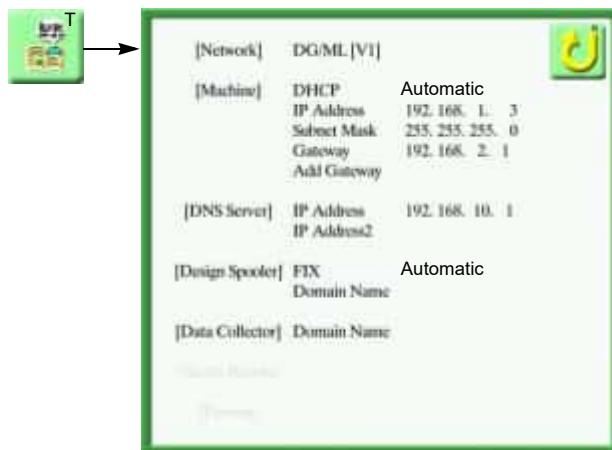 T
[Network] DG/ML [V1]
[Machine] DHCP Automatic
IP Address 192. 168. 1. 3
Subnet Mask 255. 255. 255. 0
Gateway 192. 168. 2. 1
Add Gateway
[DNS Server] IP Address 192. 168. 10. 1
IP Address2
[Design Spooler] FIX Automatic
Domain Name
[Data Collector] Domain Name